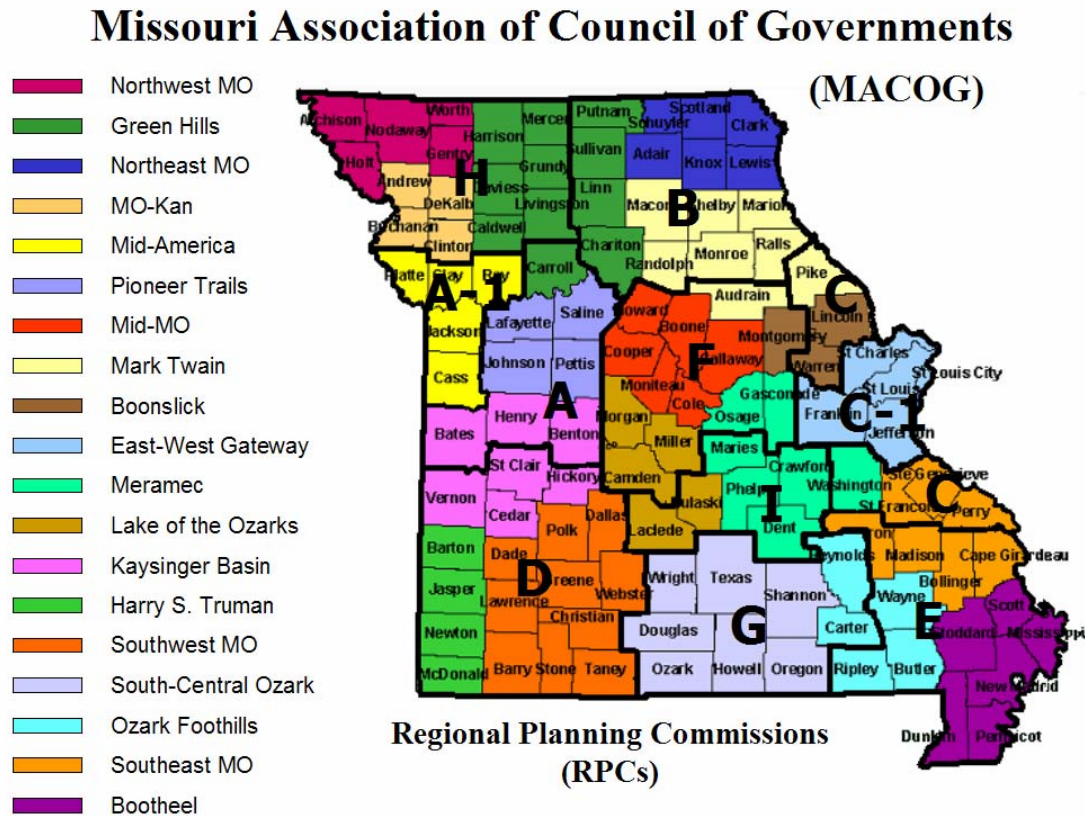 Missouri Association of Council of Governments
(MACOG)
Northwest MO
Green Hills
Northeast MO
MO-Kan
Mid-America
Pioneer Trails
Mid-MO
Mark Twain
Boonslick
East-West Gateway
Meramec
Lake of the Ozarks
Kaysinger Basin
Harry S. Truman
Southwest MO
South-Central Ozark
Ozark Foothills
Southeast MO
Bootheel
Nodaway
Worth
Gentry
Holt
Harrison
Mercer
Grundy
Livingston
Caldwell
Carroll
Andrew
DeKalb
Buchanan
Clinton
H
Putnam
Sullivan
Linn
Chariton
Schuyler
Scotland
Clark
Adair
Knox
Lewis
Macon
Shelby
Marion
Randolph
Monroe
Ralls
Audrain
Pike
B
Platte
Clay
Ray
Jackson
Cass
A-1
Lafayette
Saline
Johnson
Pettis
Henry
Benton
Bates
A
Howard
Boone
Cooper
Callaway
Moniteau
Cole
F
Montgomery
Lincoln
Warren
C
St Charles
St Louis City
St Louis
Franklin
Jefferson
C-1
Gasconade
Osage
Maries
Phelps
Crawford
Washington
Dent
I
Morgan
Miller
Camden
Pulaski
Laclede
St Clair
Hickory
Vernon
Cedar
Barton
Jasper
Newton
McDonald
Polk
Dallas
Dade
Greene
Webster
Lawrence
Christian
Barry
Stone
Taney
D
Wright
Texas
Shannon
Douglas
Ozark
Howell
Oregon
G
Ste Genevieve
St Francois
Perry
C
Madison
Cape Girardeau
Bollinger
Reynolds
Wayne
Carter
Ripley
Butler
E
Scott
Stoddard
Mississippi
New Madrid
Dunklin
Pemiscot
Regional Planning Commissions
(RPCs)